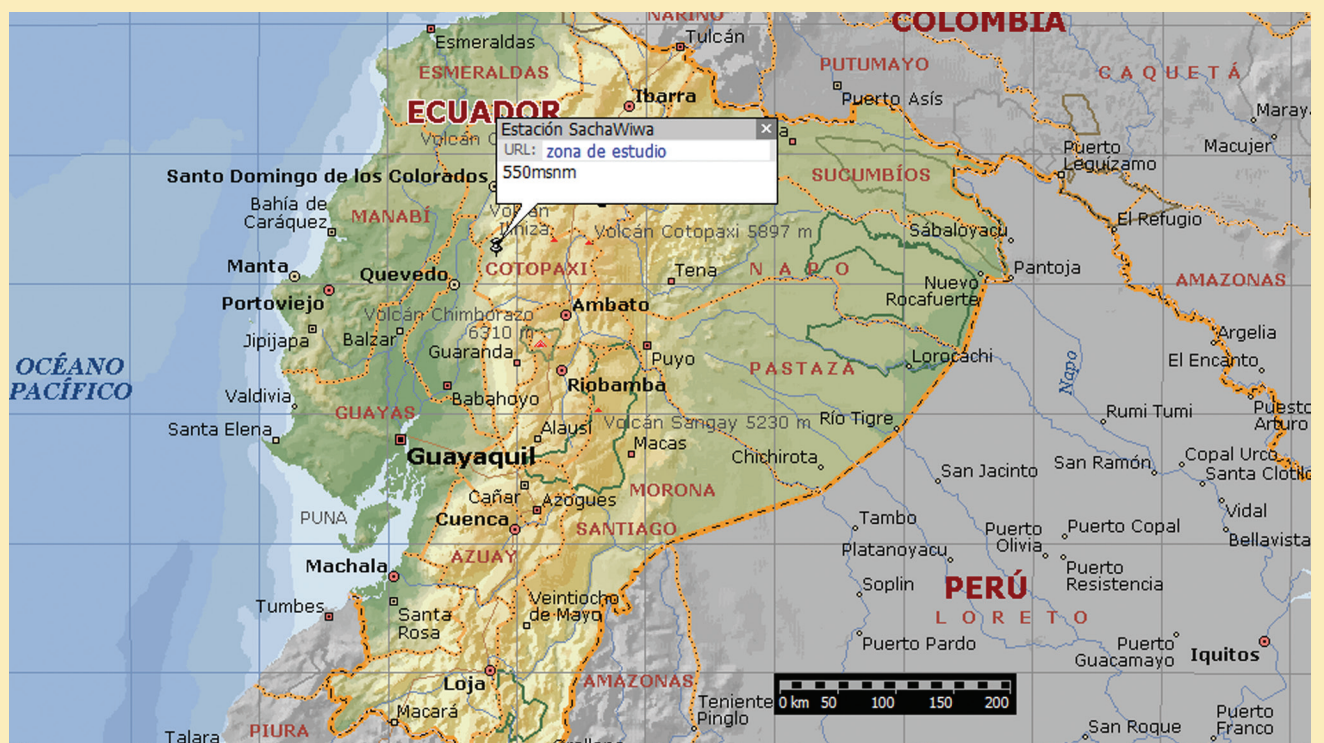 NARIÑO
COLOMBIA
Tulcán
Esmeraldas
ESMERALDAS
PUTUMAYO
CAQUETÁ
Ibarra
Puerto Asís
ECUADOR
Maray
Estación SachaWiwa
URL: zona de estudio
550msnm
Volcán C
a
Puerto
Leguízamo
Macujer
Santo Domingo de los Colorados
SUCUMBÍOS
Bahía de
Caráquez
MANABÍ
Volcán
Iliniza
Volcán Cotopaxi 5897 m
Sábaloyacu
El Refugio
Manta
Quevedo
COTOPAXI
Tena
NAPO
Nuevo
Rocafuerte
Pantoja
AMAZONAS
Portoviejo
Ambato
Volcán Chimborazo
6310 m
Jipijapa
Balzar
Guaranda
Puyo
Lorocachi
Argelia
El Encanto
OCÉANO
PACÍFICO
PASTAZA
Napo
Riobamba
Valdivia
Babahoyo
GUAYAS
Rumi Tumi
Puesto
Arturo
Santa Elena
Alausí
Volcán Sangay 5230 m
Río Tigre
Macas
Guayaquil
Chichirota
San Jacinto
San Ramón
Copal Urco
Santa Clotild
Cañar
Azogues
MORONA
SANTIAGO
PUNA
Cuenca
Tambo
Puerto
Olivia
Puerto Copal
Vidal
Bellavista
AZUAY
Platanoyacu
Machala
Soplin
PERÚ
Puerto
Resistencia
Tumbes
Santa
Rosa
Veintiocho
de Mayo
LORETO
Puerto Pardo
Puerto
Guacamayo
Iquitos
Loja
AMAZONAS
Teniente
Pinglo
0 km 50 100 150 200
Macará
PIURA
Talara
San Roque
Puerto
Franco